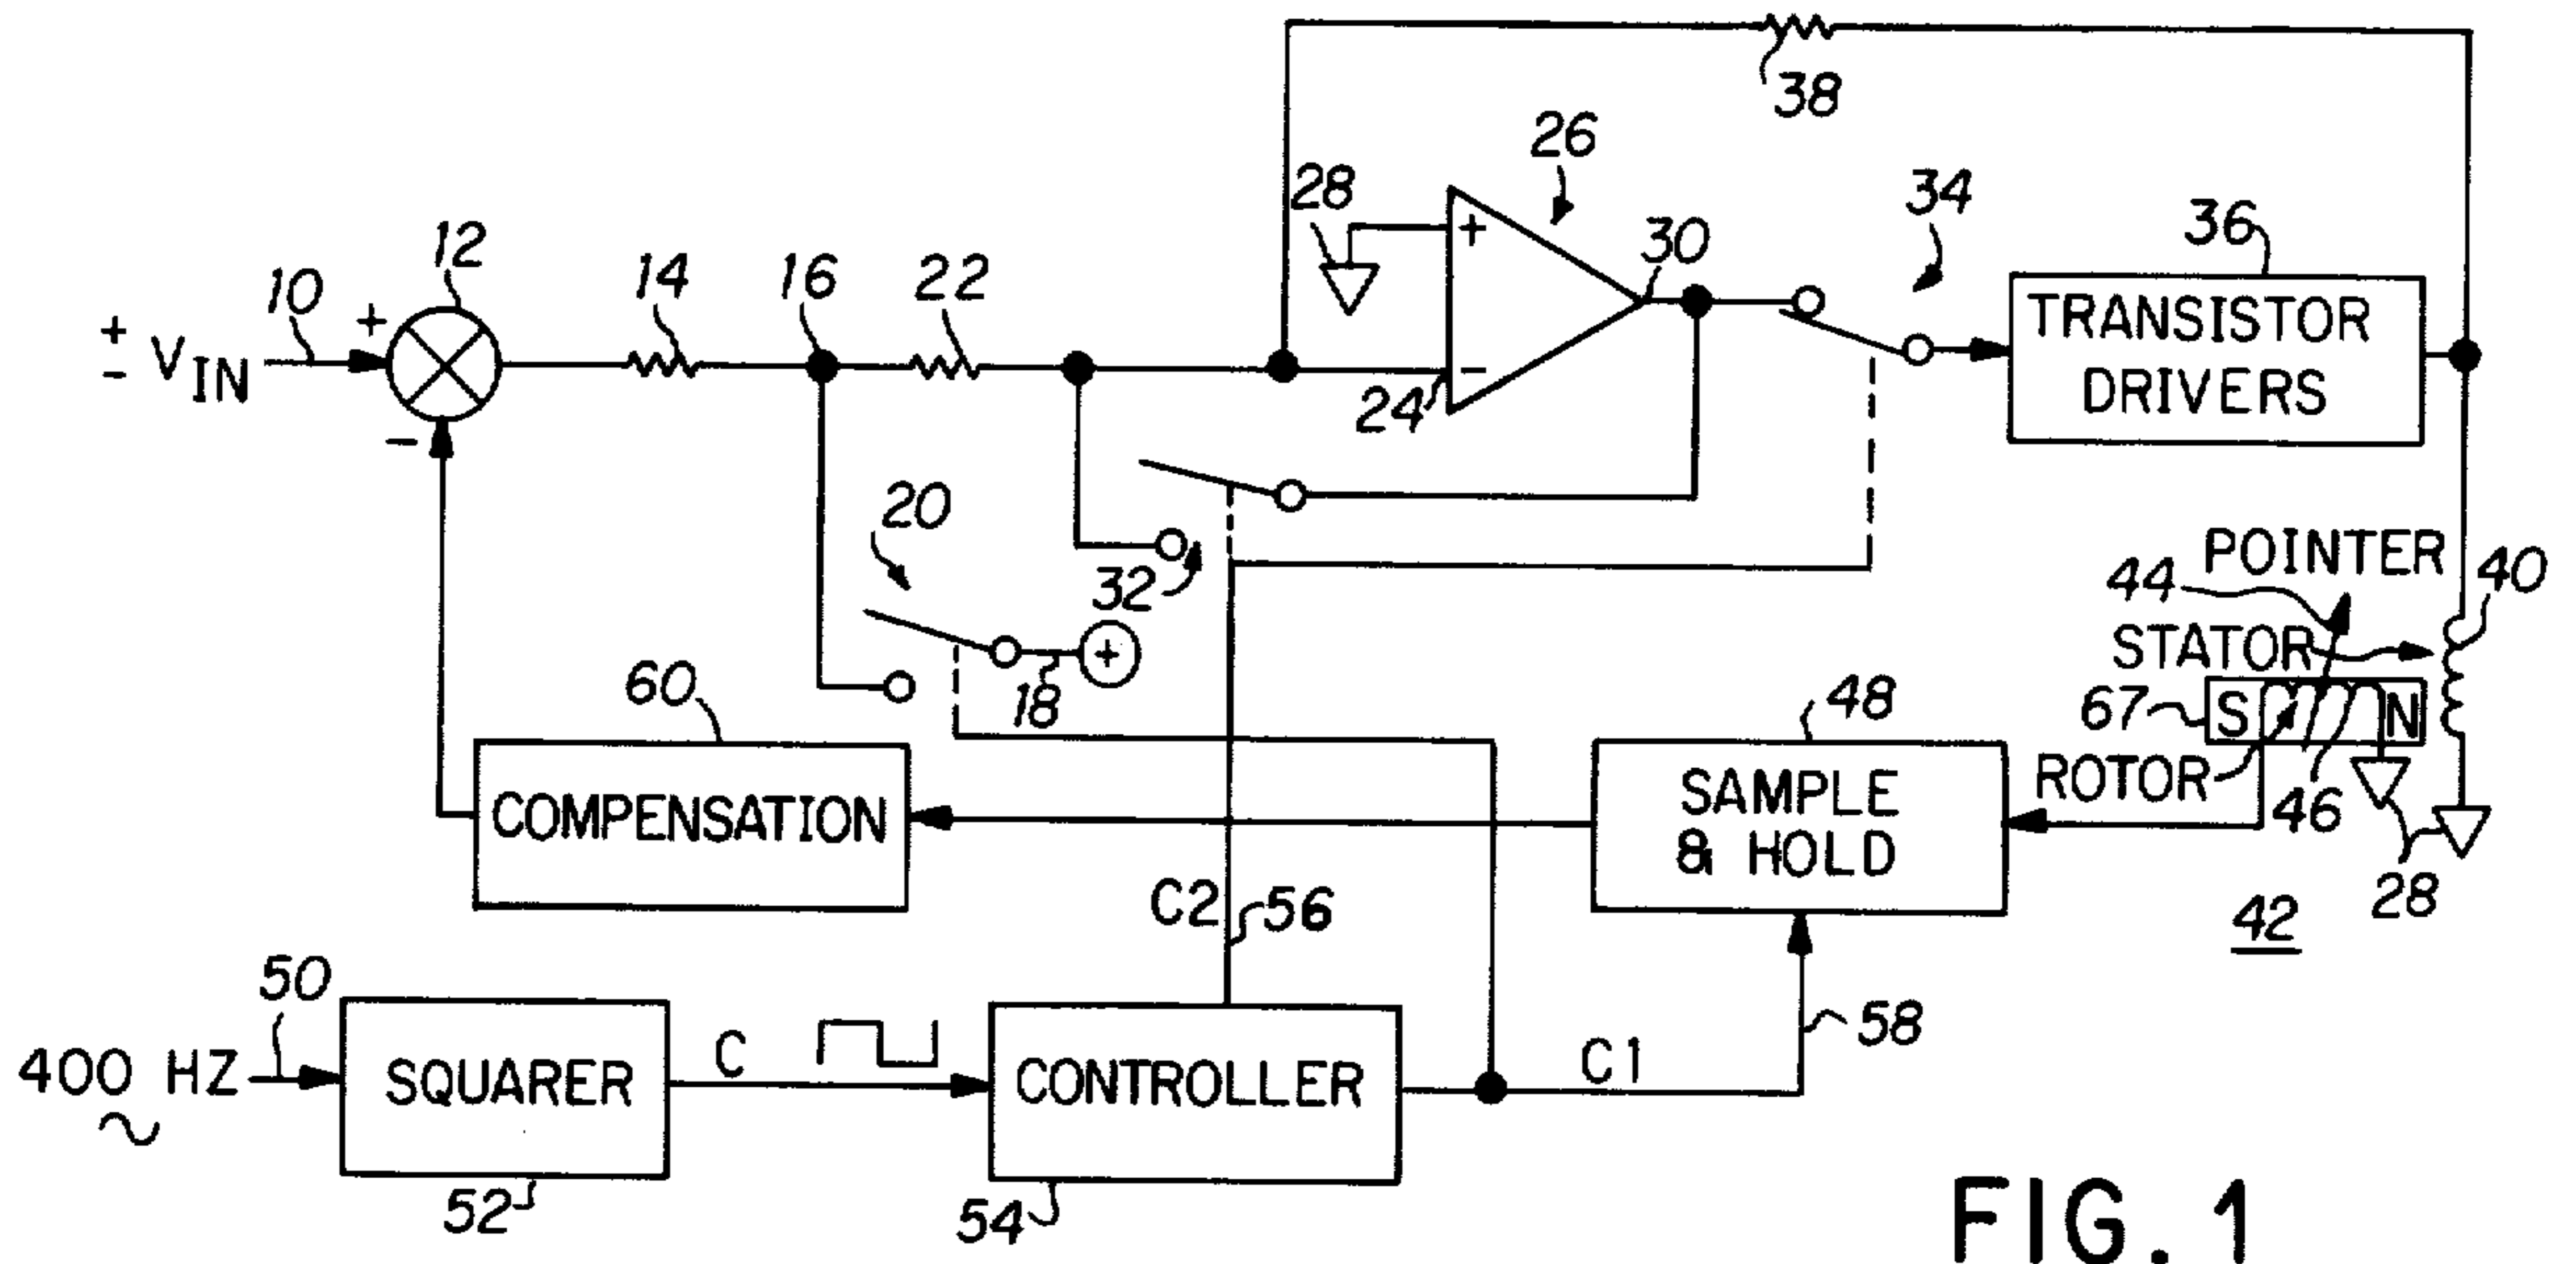 38
26
28
34
36
12
30
10
14
16
22
+
+
± V IN
-
24
+
-
TRANSISTOR
DRIVERS
20
32
18
+
POINTER
44
40
STATOR
67
S
N
ROTOR
46
28
42
60
COMPENSATION
48
SAMPLE
& HOLD
C2
56
58
50
400 HZ
SQUARER
52
C
CONTROLLER
54
C1
FIG. 1